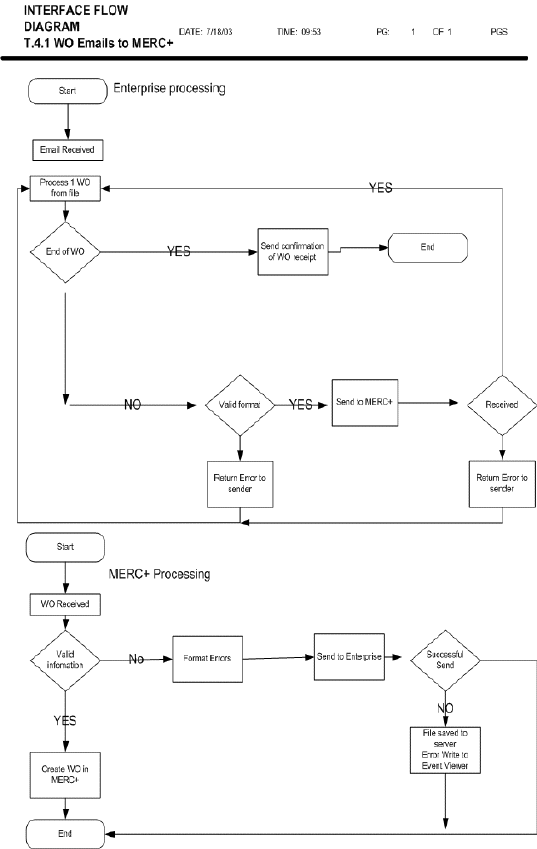 INTERFACE FLOW
DIAGRAM
T.4.1 WO Emails to MERC+ DATE: 7/18/03 TIME: 09:53 PG: 1 OF 1 PGS
Start
Enterprise processing
Email Received
Process 1 WO
from file
YES
End of WO
YES
Send confirmation
of WO receipt
End
NO
Valid format
YES
Send to MERC+
Received
Return Error to
sender
Return Error to
sender
Start
MERC+ Processing
WO Received
Valid
infomation
No
Format Errors
Send to Enterprise
Successful
Send
YES
NO
Create WO in
MERC+
File saved to
server
Error Write to
Event Viewer
End